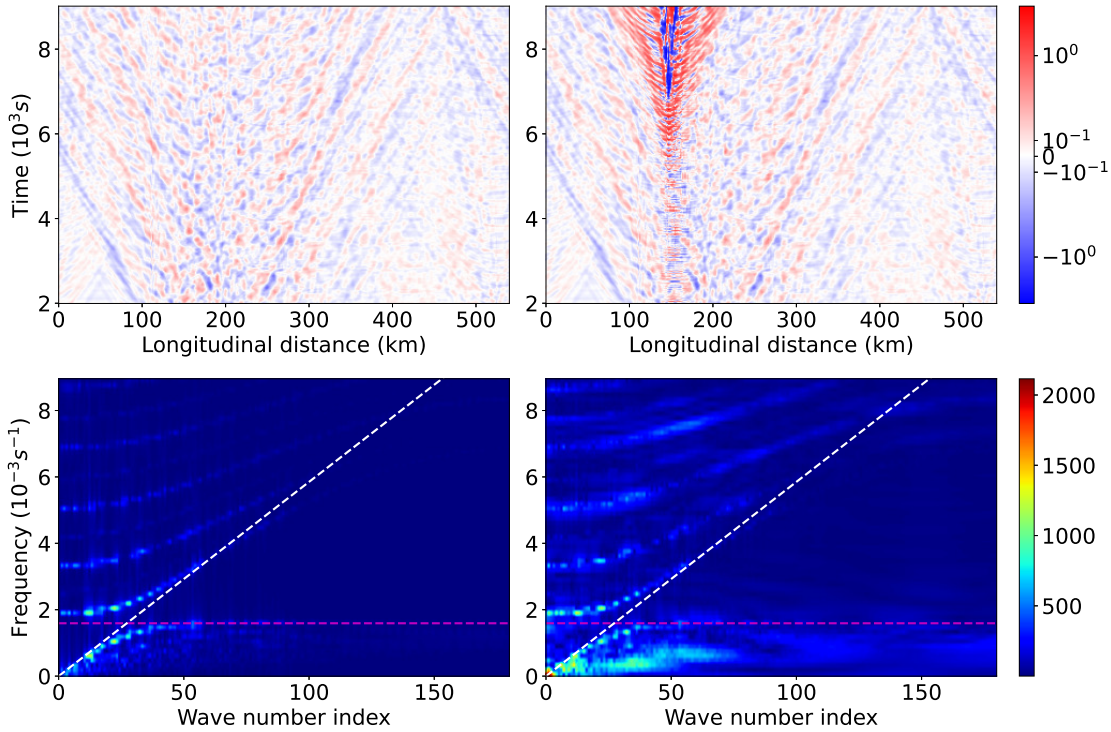 8
6
4
2
Time (10³s)
0 100 200 300 400 500
Longitudinal distance (km)
8
6
4
2
0 100 200 300 400 500
Longitudinal distance (km)
10⁰
10⁻¹
0
−10⁻¹
−10⁰
8
6
4
2
0
Frequency (10⁻³s⁻¹)
0 50 100 150
Wave number index
8
6
4
2
0
0 50 100 150
Wave number index
2000
1500
1000
500